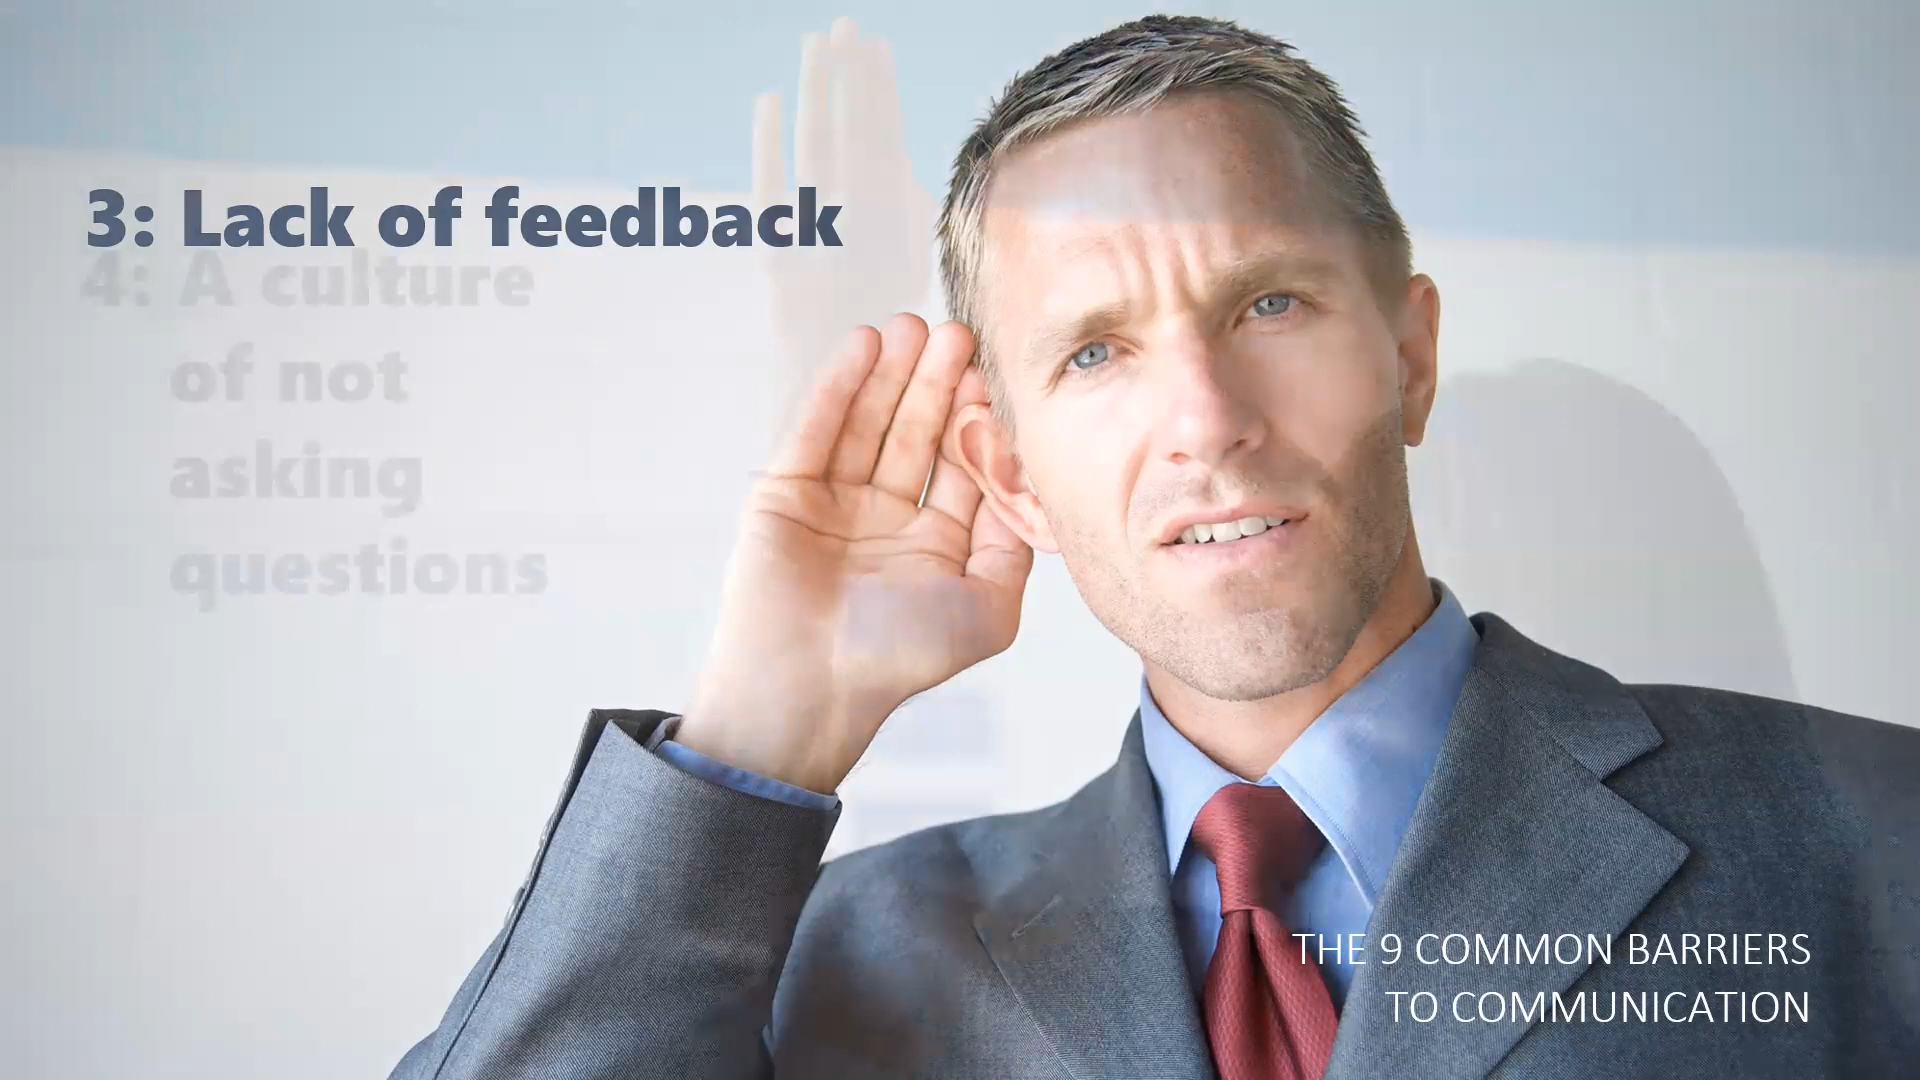 3: Lack of feedback
4: A culture
of not
asking
questions
THE 9 COMMON BARRIERS
TO COMMUNICATION